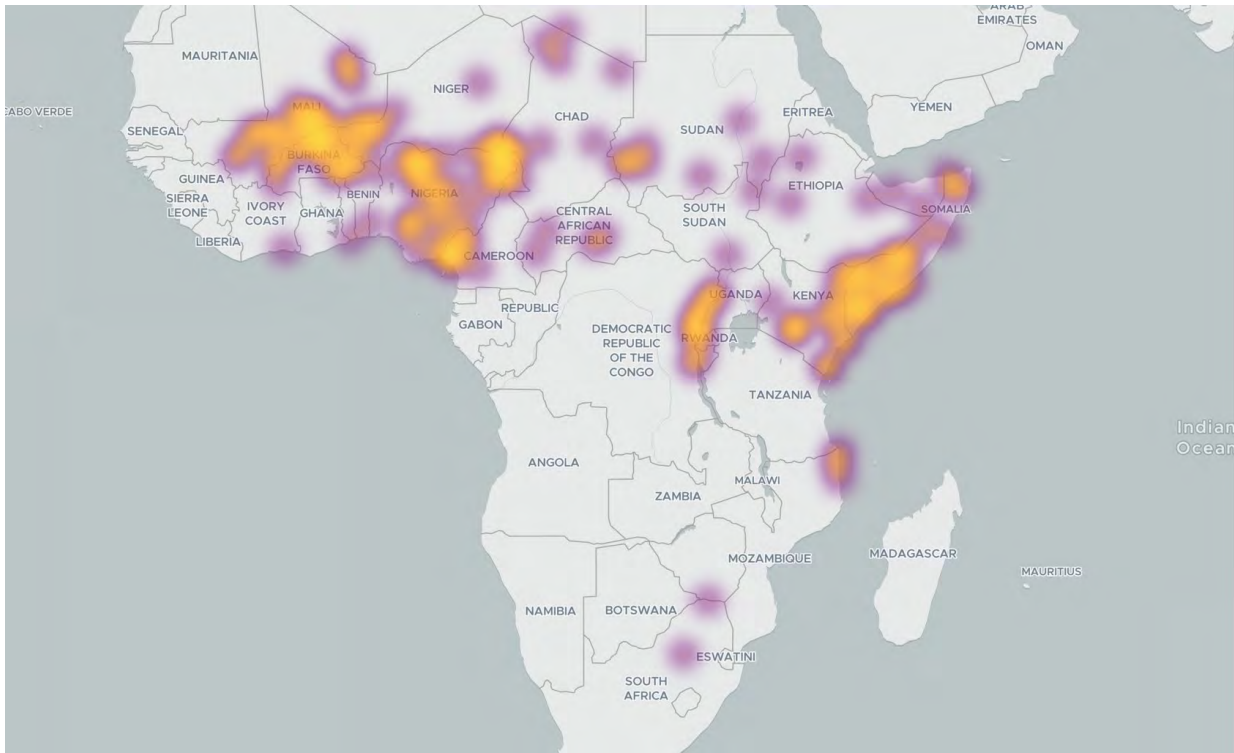 ARAB
EMIRATES
OMAN
MAURITANIA
NIGER
MALI
CABO VERDE
YEMEN
ERITREA
CHAD
SENEGAL
SUDAN
BURKINA
FASO
GUINEA
BENIN
NIGERIA
ETHIOPIA
SIERRA
LEONE
IVORY
COAST
GHANA
CENTRAL
AFRICAN
REPUBLIC
SOUTH
SUDAN
SOMALIA
LIBERIA
CAMEROON
UGANDA
KENYA
REPUBLIC
GABON
DEMOCRATIC
REPUBLIC
OF THE
CONGO
RWANDA
TANZANIA
Indian
Ocean
ANGOLA
MALAWI
ZAMBIA
MOZAMBIQUE
MADAGASCAR
MAURITIUS
NAMIBIA
BOTSWANA
ESWATINI
SOUTH
AFRICA